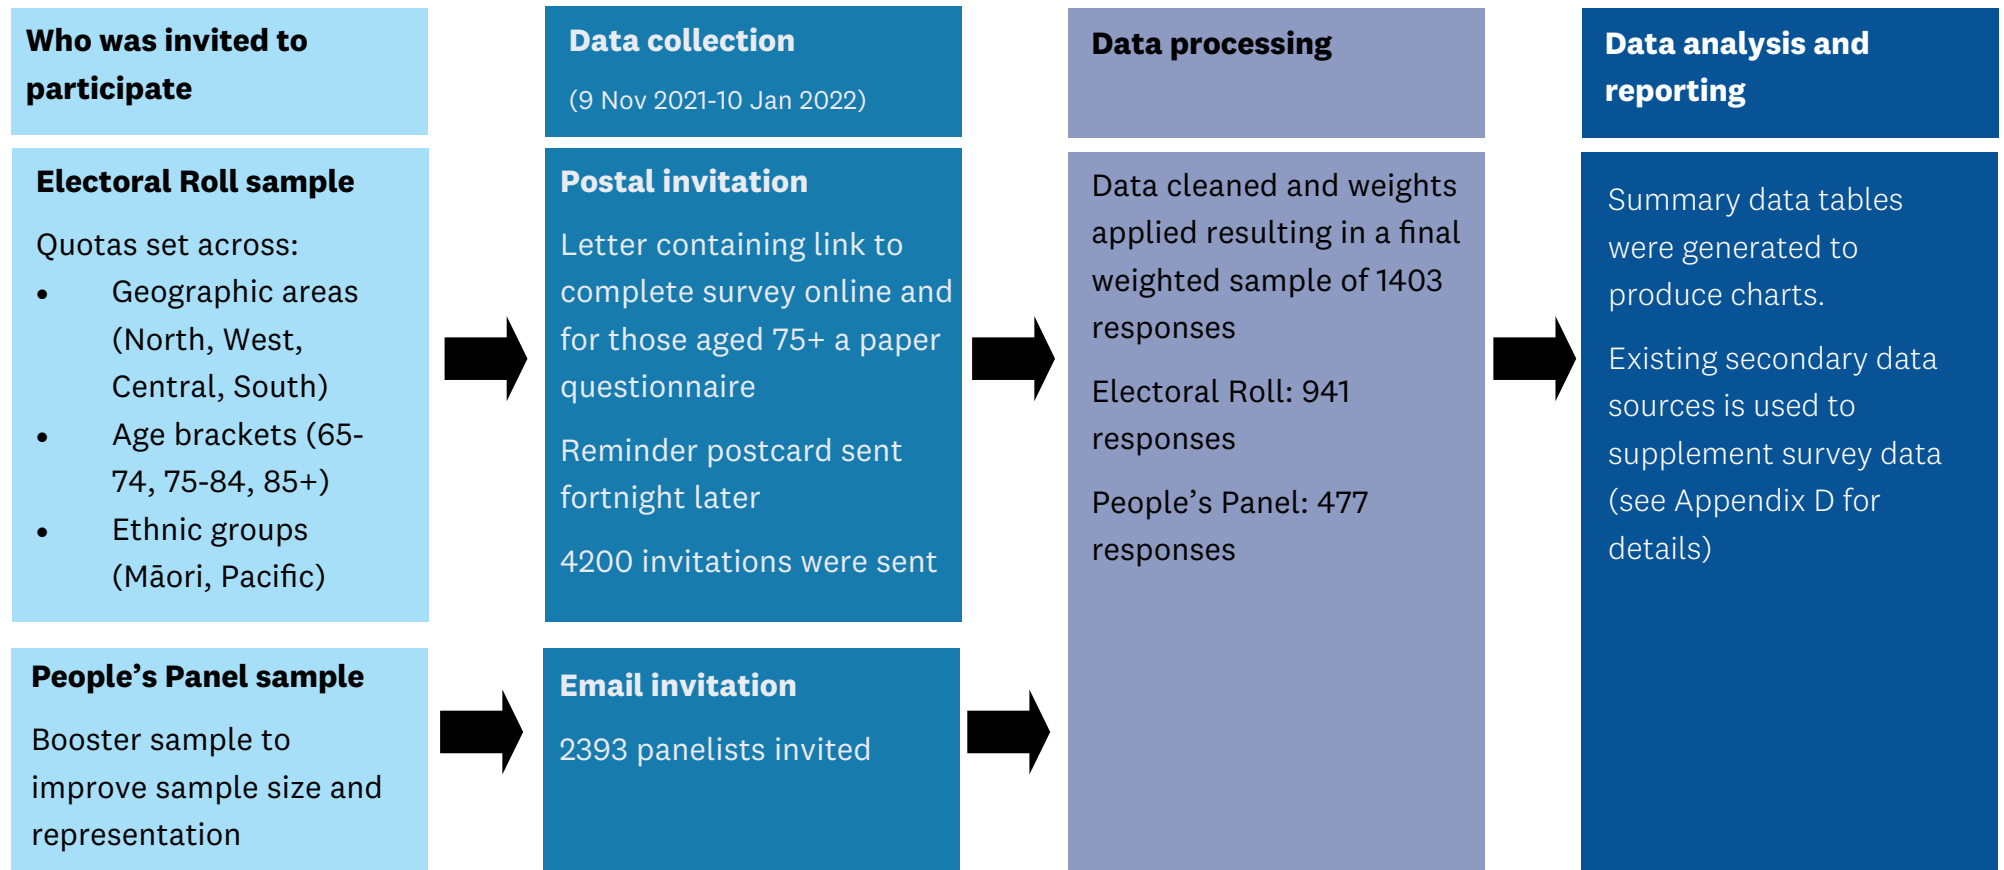 Who was invited to
participate
Electoral Roll sample
Quotas set across:
• Geographic areas
(North, West,
Central, South)
• Age brackets (65-
74, 75-84, 85+)
• Ethnic groups
(Māori, Pacific)
People’s Panel sample
Booster sample to
improve sample size and
representation
Data collection
(9 Nov 2021-10 Jan 2022)
Postal invitation
Letter containing link to
complete survey online and
for those aged 75+ a paper
questionnaire
Reminder postcard sent
fortnight later
4200 invitations were sent
Email invitation
2393 panelists invited
Data processing
Data cleaned and weights
applied resulting in a final
weighted sample of 1403
responses
Electoral Roll: 941
responses
People’s Panel: 477
responses
Data analysis and
reporting
Summary data tables
were generated to
produce charts.
Existing secondary data
sources is used to
supplement survey data
(see Appendix D for
details)